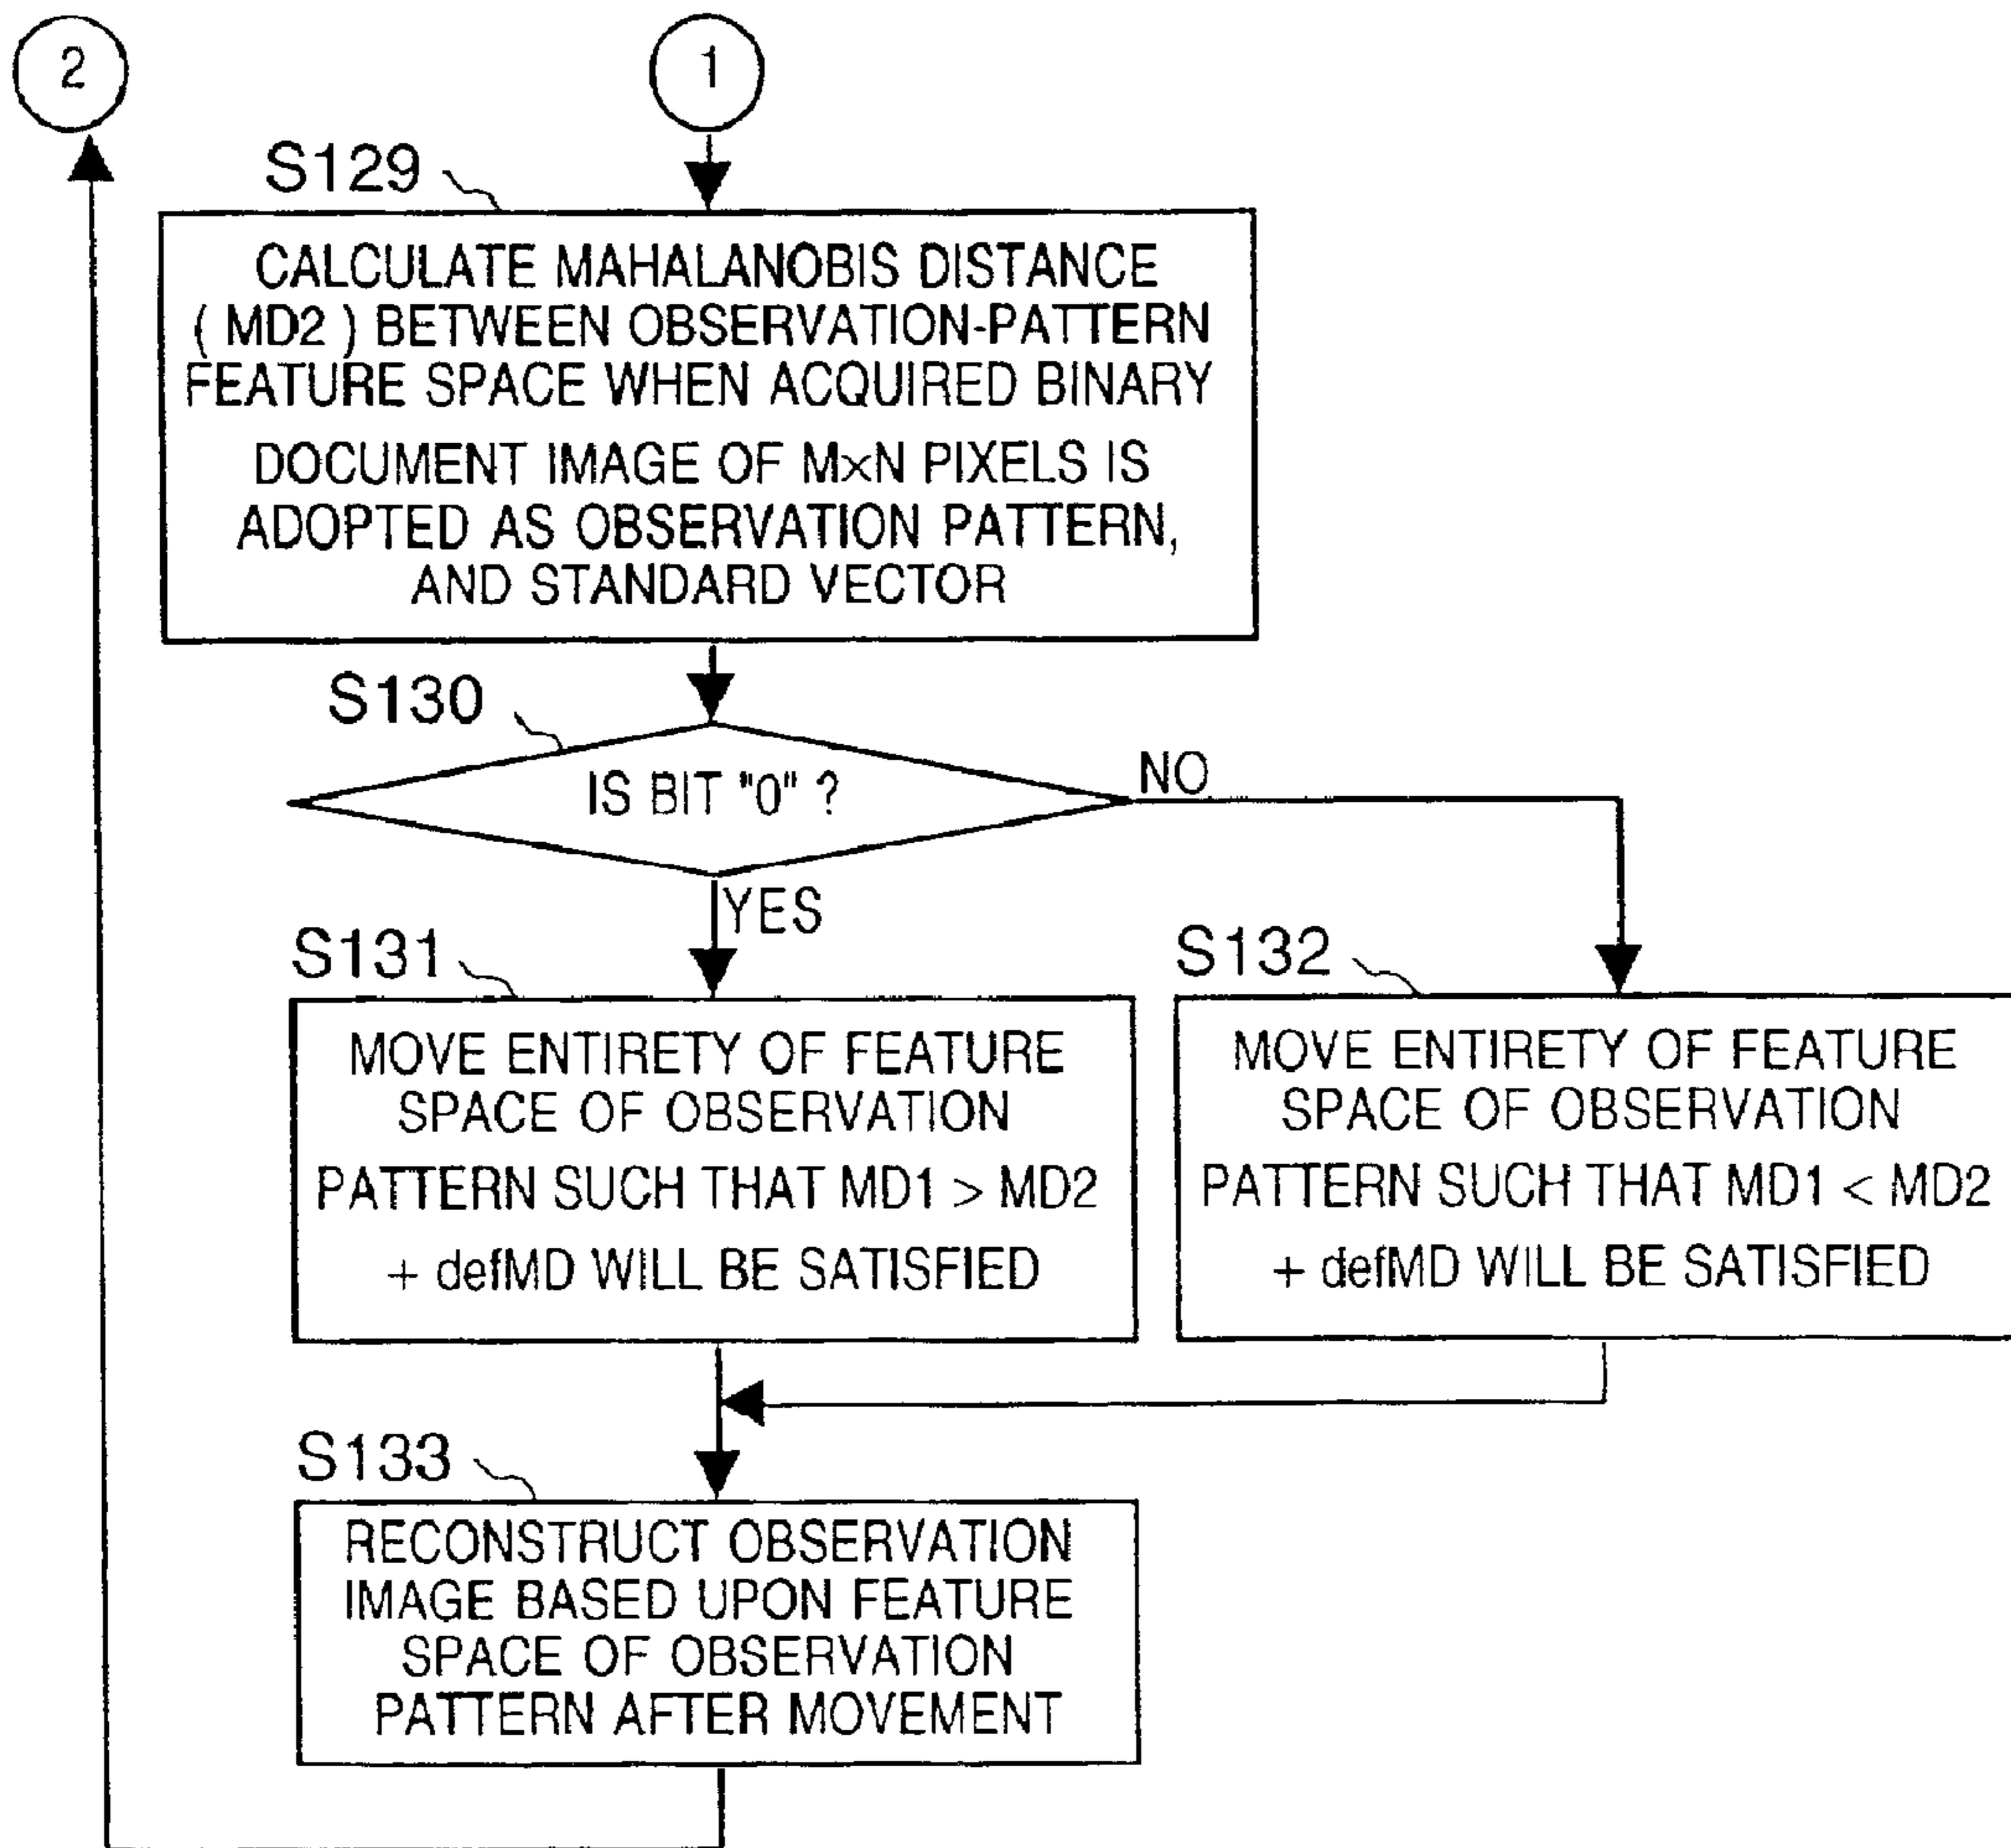 2
1
S129
CALCULATE MAHALANOBIS DISTANCE
( MD2 ) BETWEEN OBSERVATION-PATTERN
FEATURE SPACE WHEN ACQUIRED BINARY
DOCUMENT IMAGE OF M×N PIXELS IS
ADOPTED AS OBSERVATION PATTERN,
AND STANDARD VECTOR
S130
IS BIT "0" ?
NO
YES
S131
MOVE ENTIRETY OF FEATURE
SPACE OF OBSERVATION
PATTERN SUCH THAT MD1 > MD2
+ defMD WILL BE SATISFIED
S132
MOVE ENTIRETY OF FEATURE
SPACE OF OBSERVATION
PATTERN SUCH THAT MD1 < MD2
+ defMD WILL BE SATISFIED
S133
RECONSTRUCT OBSERVATION
IMAGE BASED UPON FEATURE
SPACE OF OBSERVATION
PATTERN AFTER MOVEMENT